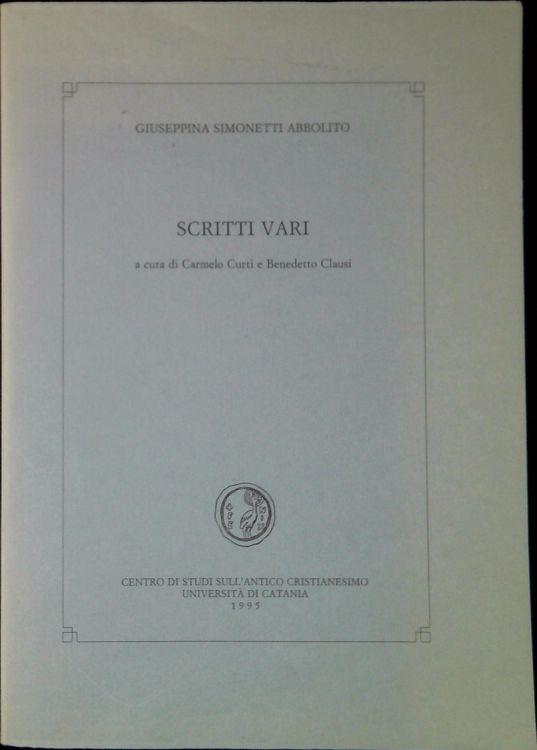 GIUSEPPINA SIMONETTI ABBOLITO
SCRITTI VARI
a cura di Carmelo Curti e Benedetto Clausi
CENTRO DI STUDI SULL'ANTICO CRISTIANESIMO
UNIVERSITÀ DI CATANIA
1995